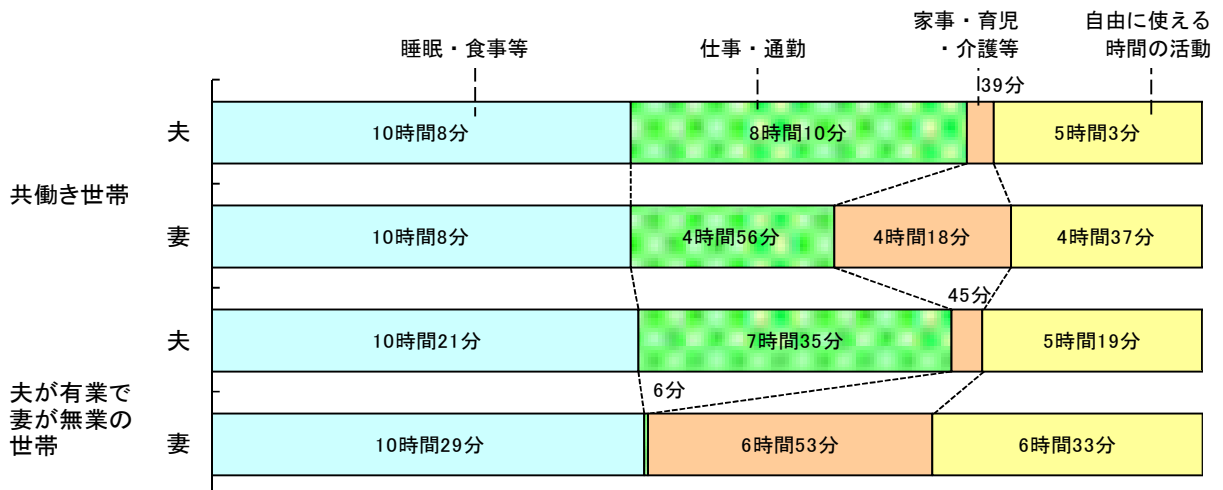 睡眠・食事等
仕事・通勤
家事・育児
・介護等
自由に使える
時間の活動
39分
共働き世帯
夫
10時間8分
8時間10分
5時間3分
妻
10時間8分
4時間56分
4時間18分
4時間37分
45分
夫が有業で
妻が無業の
世帯
夫
10時間21分
7時間35分
5時間19分
6分
妻
10時間29分
6時間53分
6時間33分